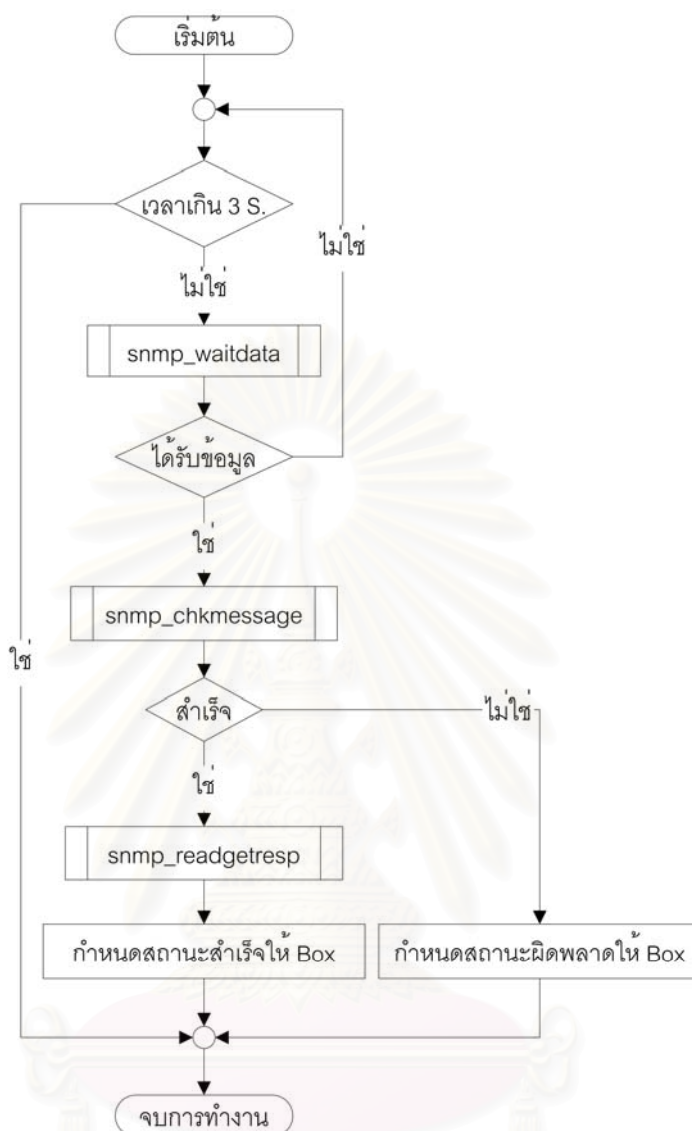 เริ่มต้น
เวลาเกิน 3 S.
ไม่ใช่
ไม่ใช่
snmp_waitdata
ได้รับข้อมูล
ใช่
snmp_chkmessage
ใช่
สำเร็จ
ไม่ใช่
ใช่
snmp_readgetresp
กำหนดสถานะสำเร็จให้ Box
กำหนดสถานะผิดพลาดให้ Box
จบการทำงาน